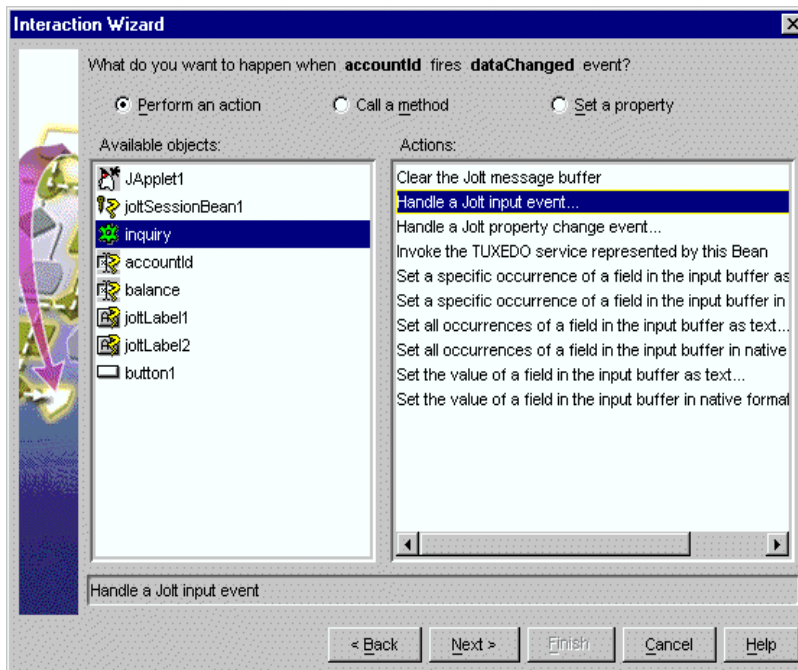 Interaction Wizard
What do you want to happen when accountId fires dataChanged event?
Perform an action Call a method Set a property
Available objects:
JApplet1
joltSessionBean1
inquiry
accountId
balance
joltLabel1
joltLabel2
button1
Actions:
Clear the Jolt message buffer
Handle a Jolt input event...
Handle a Jolt property change event...
Invoke the TUXEDO service represented by this Bean
Set a specific occurrence of a field in the input buffer as
Set a specific occurrence of a field in the input buffer in
Set all occurrences of a field in the input buffer as text...
Set all occurrences of a field in the input buffer in native
Set the value of a field in the input buffer as text...
Set the value of a field in the input buffer in native format
Handle a Jolt input event
< Back Next > Finish Cancel Help